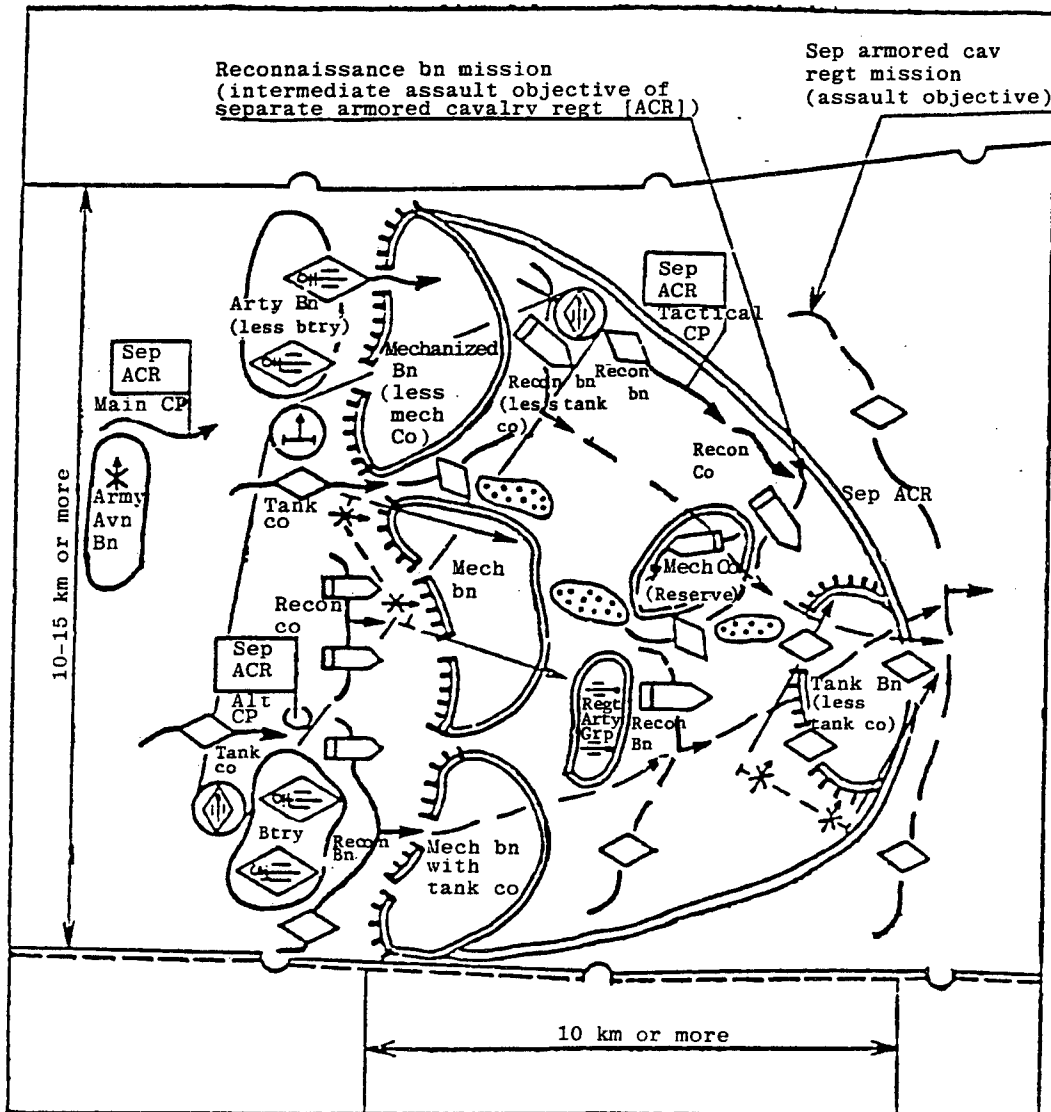 Reconnaissance bn mission
(intermediate assault objective of
separate armored cavalry regt [ACR])
Sep armored cav
regt mission
(assault objective)
Arty Bn
(less btry)
Sep
ACR
Main CP
Army
Avn
Bn
Mechanized
Bn
(less
mech
Co)
Recon bn
(less tank
co)
Recon
bn
Sep
ACR
Tactical
CP
Recon
Co
Sep ACR
Tank
co
Mech
bn
Mech Co
(Reserve)
Recon
co
Sep
ACR
Alt
CP
Tank
co
Regt
Arty
Grp
Recon
Bn
Tank Bn
(less
tank co)
Btry
Recon
Bn
Mech bn
with
tank co
10-15 km or more
10 km or more